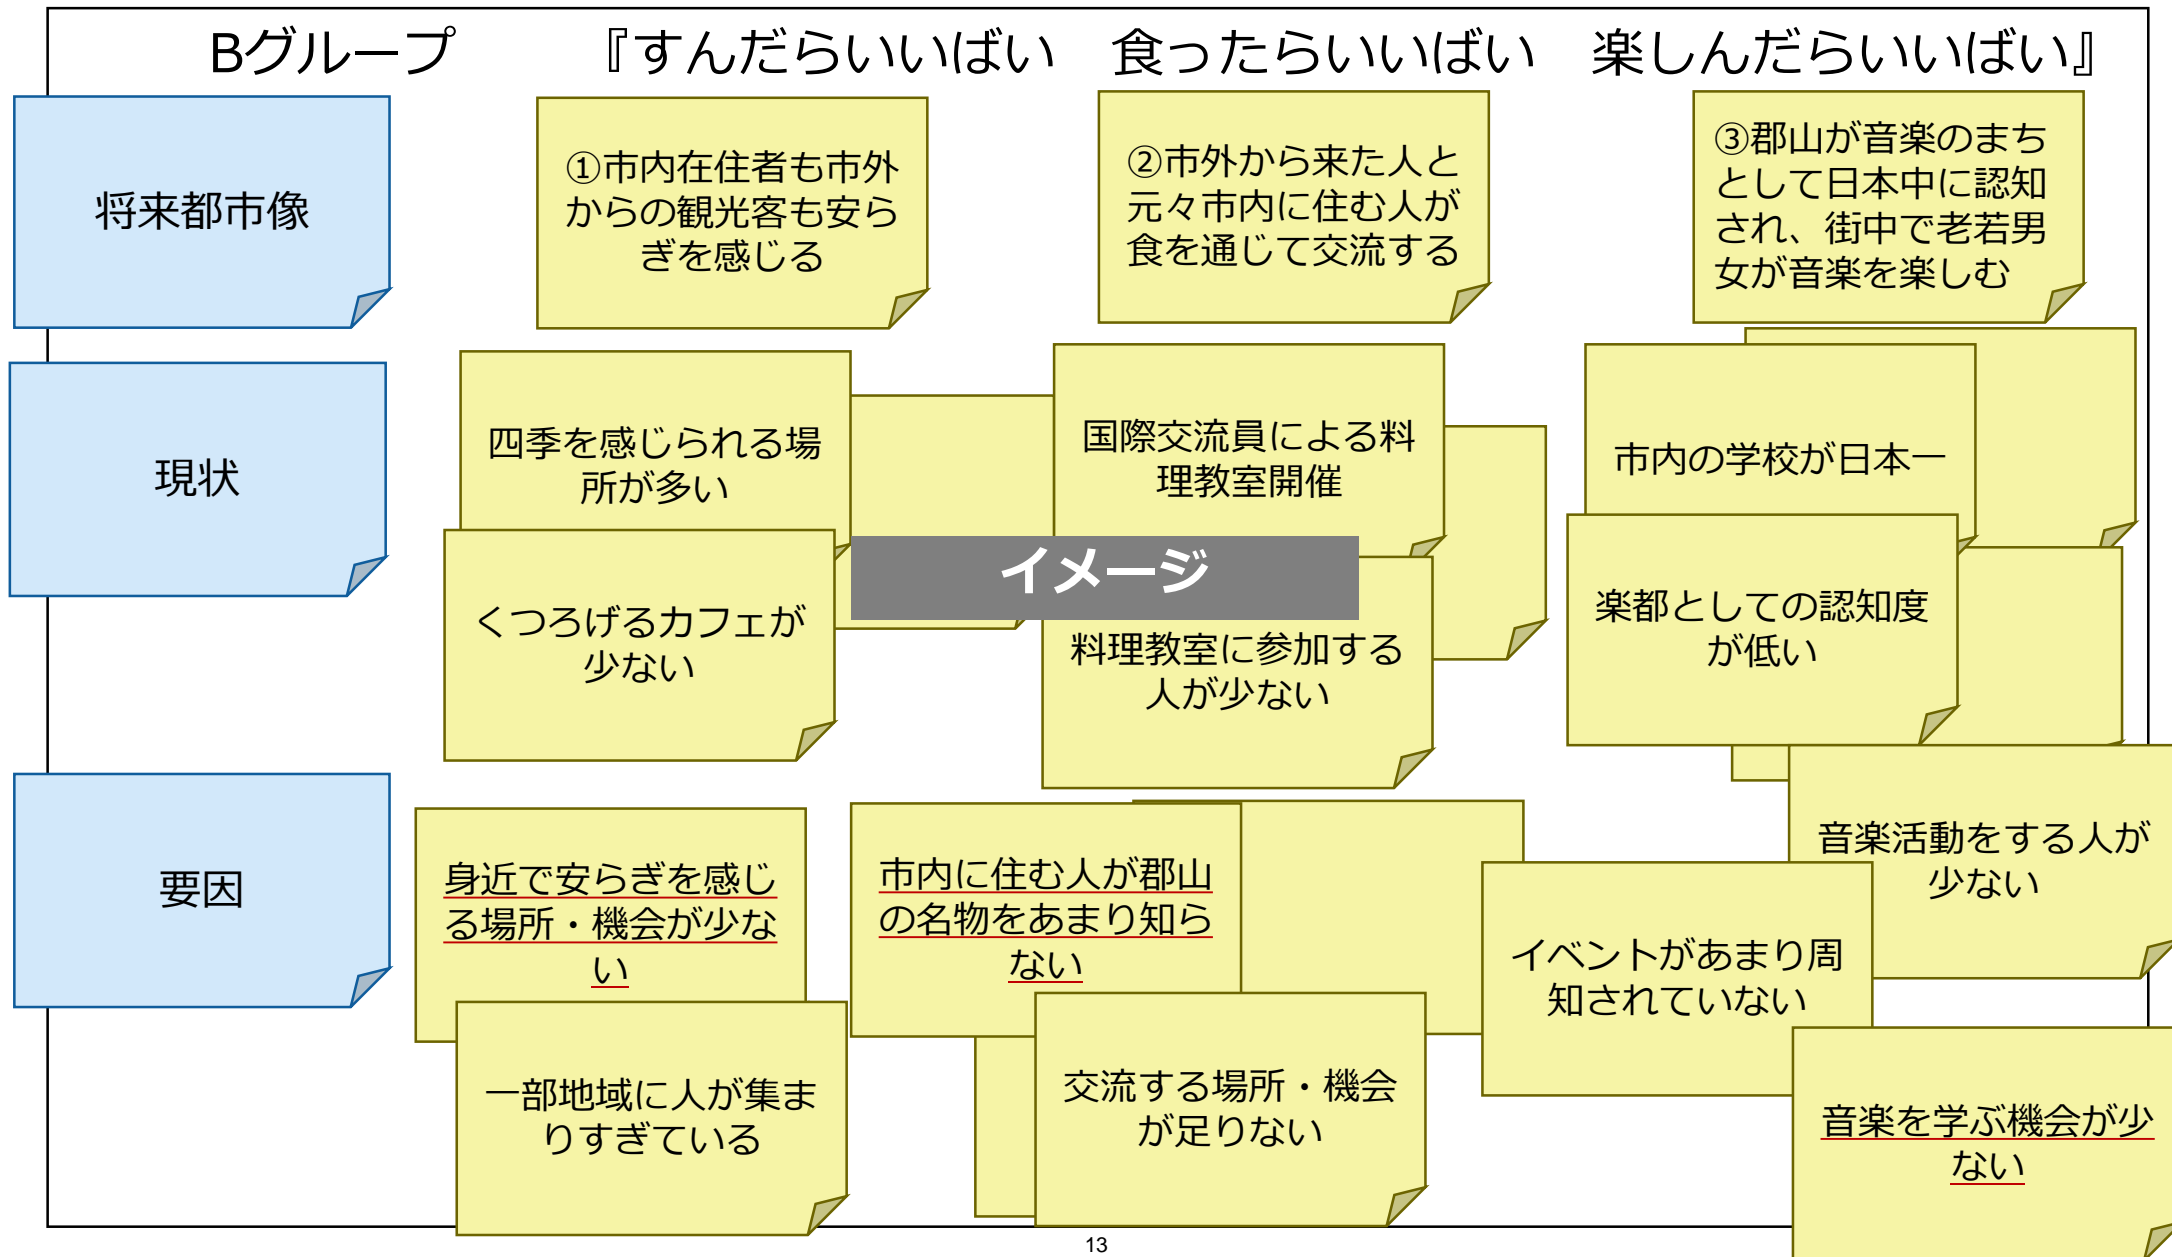 Bグループ　『すんだらいいばい　食ったらいいばい　楽しんだらいいばい』
将来都市像
①市内在住者も市外
からの観光客も安ら
ぎを感じる
②市外から来た人と
元々市内に住む人が
食を通じて交流する
③郡山が音楽のまち
として日本中に認知
され、街中で老若男
女が音楽を楽しむ
現状
四季を感じられる場
所が多い
くつろげるカフェが
少ない
国際交流員による料
理教室開催
イメージ
料理教室に参加する
人が少ない
市内の学校が日本一
楽都としての認知度
が低い
要因
身近で安らぎを感じ
る場所・機会が少な
い
一部地域に人が集ま
りすぎている
市内に住む人が郡山
の名物をあまり知ら
ない
交流する場所・機会
が足りない
音楽活動をする人が
少ない
イベントがあまり周
知されていない
音楽を学ぶ機会が少
ない
13